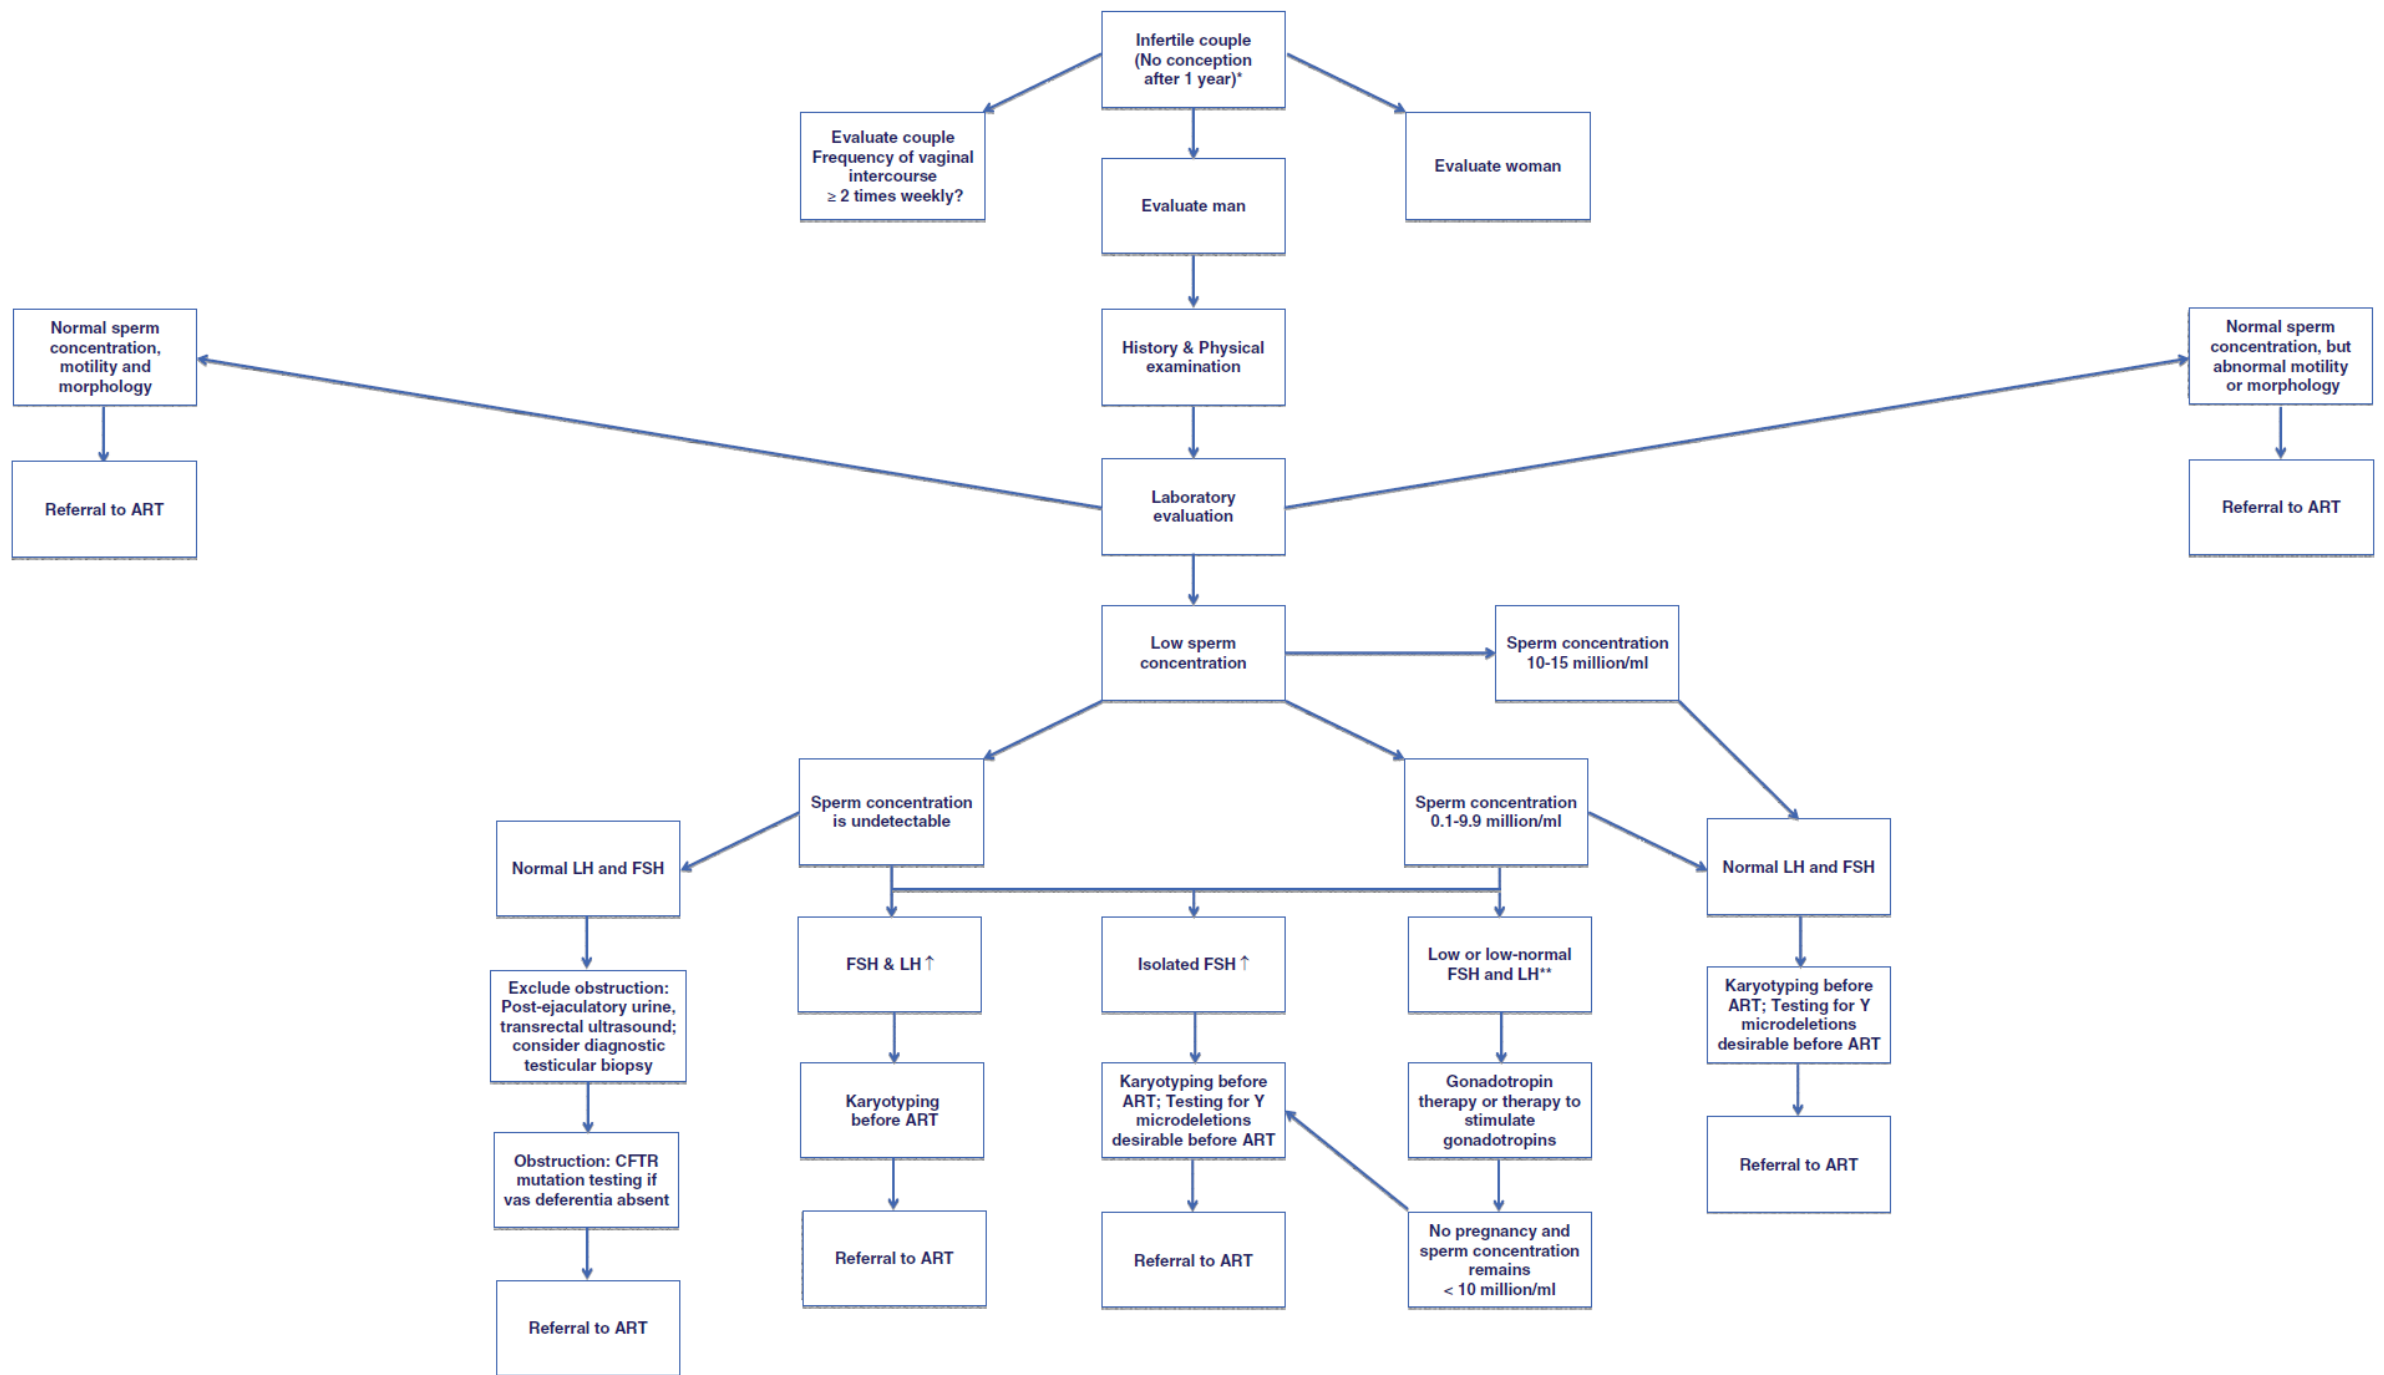 Infertile couple
(No conception
after 1 year)*
Evaluate couple
Frequency of vaginal
intercourse
≥ 2 times weekly?
Evaluate man
Evaluate woman
History & Physical
examination
Normal sperm
concentration,
motility and
morphology
Normal sperm
concentration, but
abnormal motility
or morphology
Referral to ART
Laboratory
evaluation
Referral to ART
Low sperm
concentration
Sperm concentration
10-15 million/ml
Sperm concentration
is undetectable
Sperm concentration
0.1-9.9 million/ml
Normal LH and FSH
Normal LH and FSH
FSH & LH ↑
Isolated FSH ↑
Low or low-normal
FSH and LH**
Exclude obstruction:
Post-ejaculatory urine,
transrectal ultrasound;
consider diagnostic
testicular biopsy
Karyotyping before
ART; Testing for Y
microdeletions
desirable before ART
Karyotyping
before ART
Karyotyping before
ART; Testing for Y
microdeletions
desirable before ART
Gonadotropin
therapy or therapy to
stimulate
gonadotropins
Obstruction: CFTR
mutation testing if
vas deferentia absent
Referral to ART
Referral to ART
Referral to ART
No pregnancy and
sperm concentration
remains
< 10 million/ml
Referral to ART